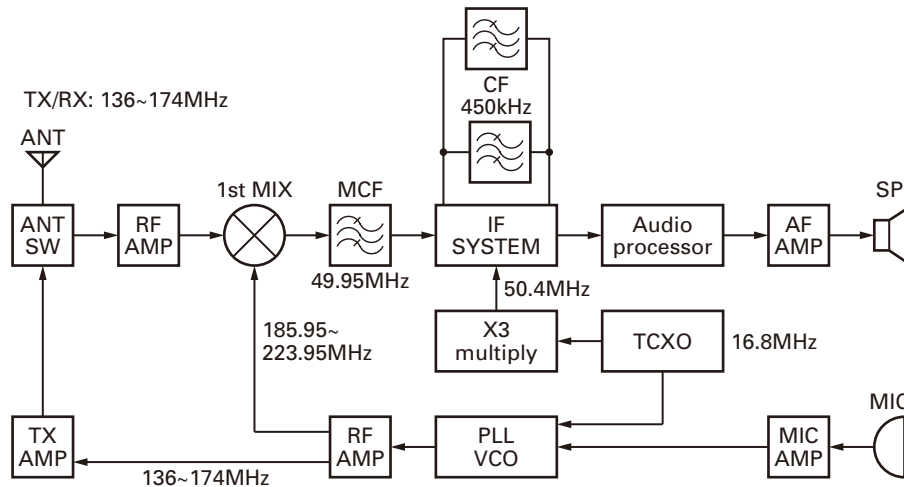 CF
450kHz
TX/RX: 136~174MHz
ANT
1st MIX
MCF
SP
ANT
SW
RF
AMP
IF
SYSTEM
Audio
processor
AF
AMP
49.95MHz
50.4MHz
185.95~
223.95MHz
X3
multiply
TCXO
16.8MHz
MIC
TX
AMP
RF
AMP
PLL
VCO
MIC
AMP
136~174MHz